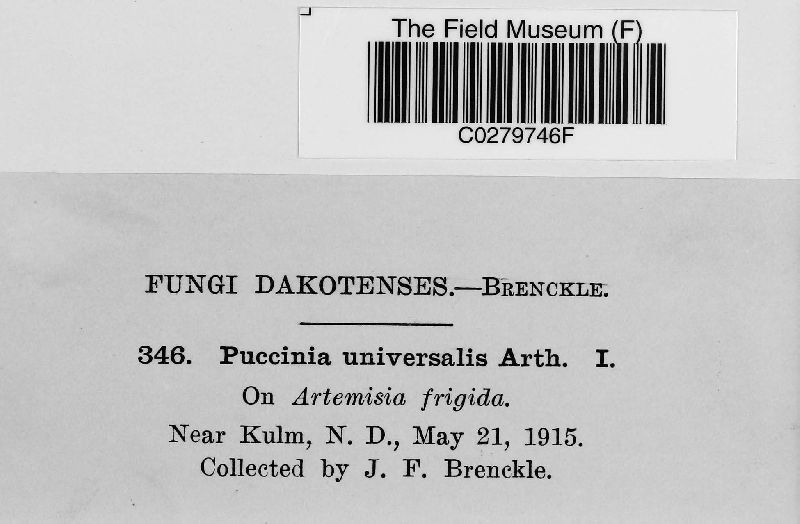 The Field Museum (F)
C0279746F
FUNGI DAKOTENSES.—BRENCKLE.
346. Puccinia universalis Arth. I.
On Artemisia frigida.
Near Kulm, N. D., May 21, 1915.
Collected by J. F. Brenckle.